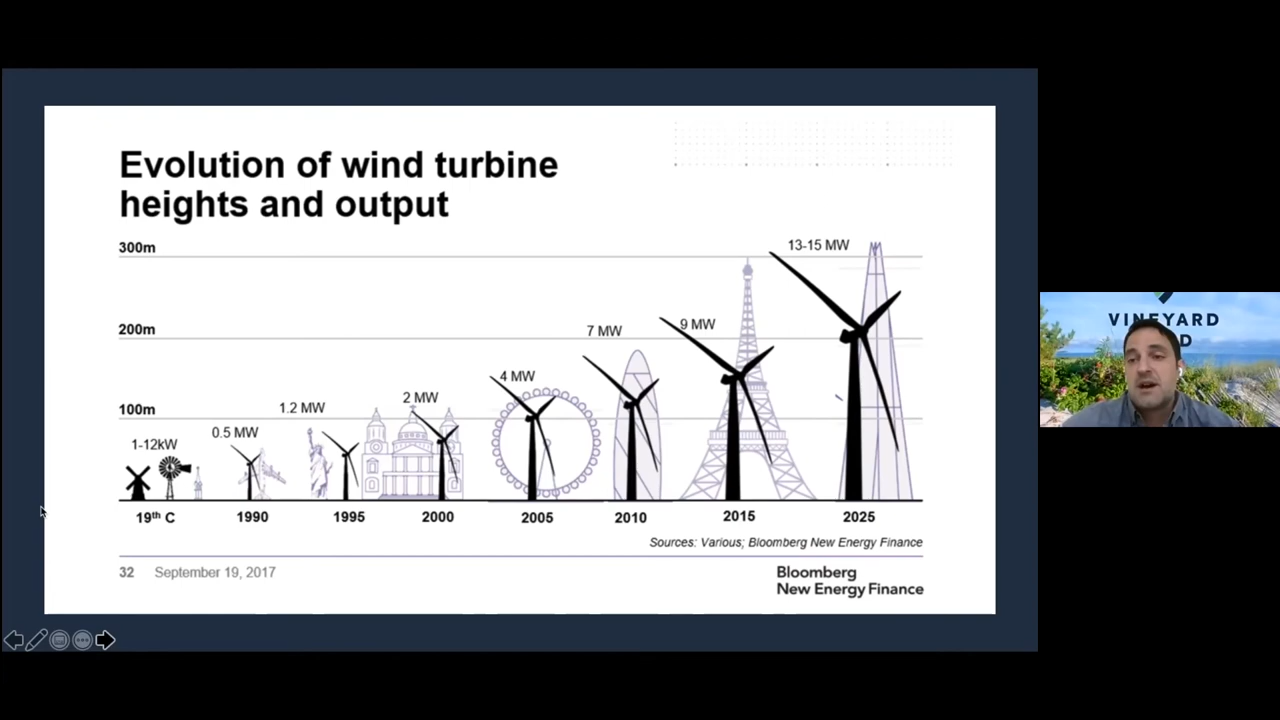 Evolution of wind turbine
heights and output
300m
13-15 MW
200m
9 MW
7 MW
4 MW
2 MW
100m
1.2 MW
0.5 MW
1-12kW
19th C
1990
1995
2000
2005
2010
2015
2025
Sources: Various; Bloomberg New Energy Finance
32
September 19, 2017
Bloomberg
New Energy Finance
VINEYARD